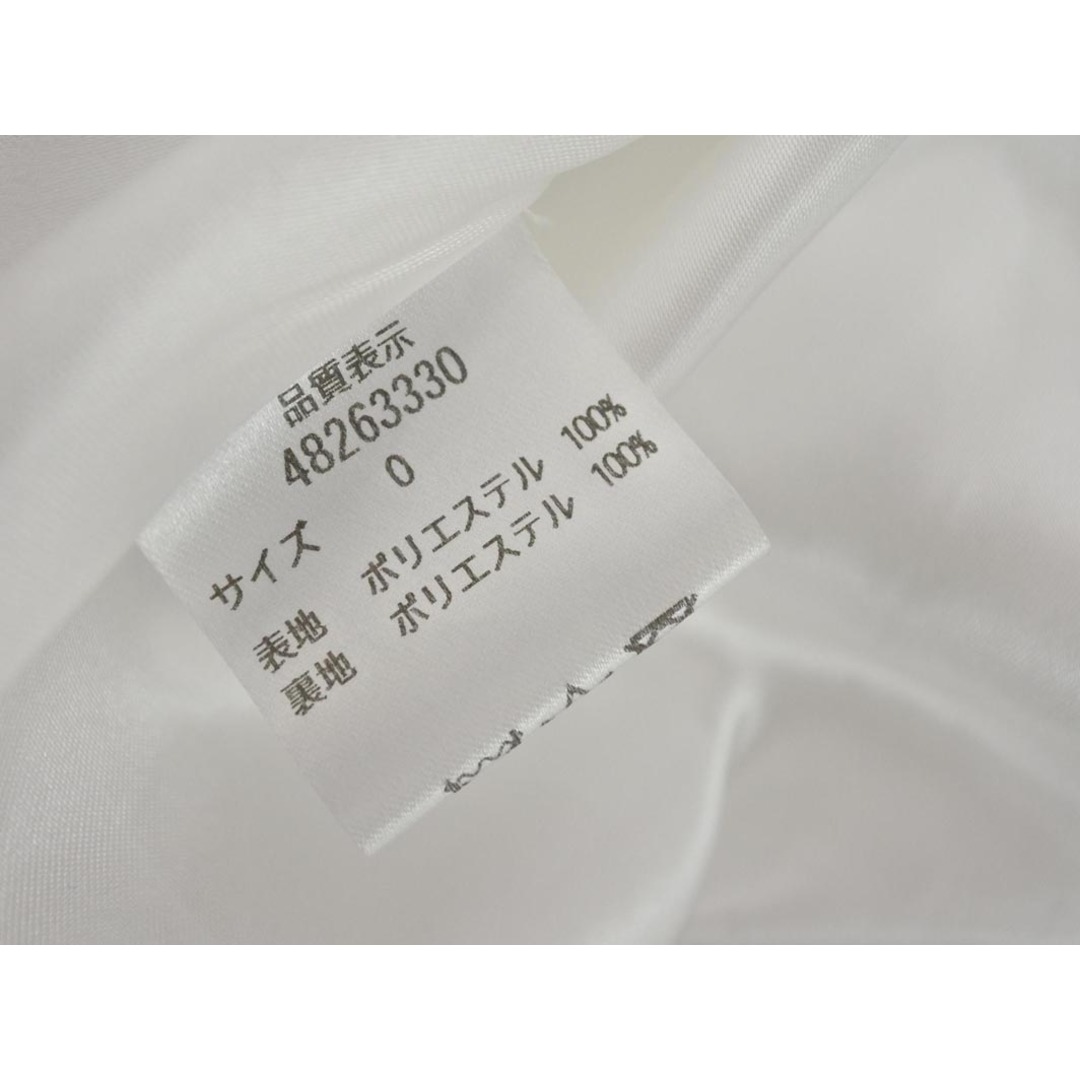 品質表示
48263330
サイズ 0
表地 ポリエステル 100%
裏地 ポリエステル 100%